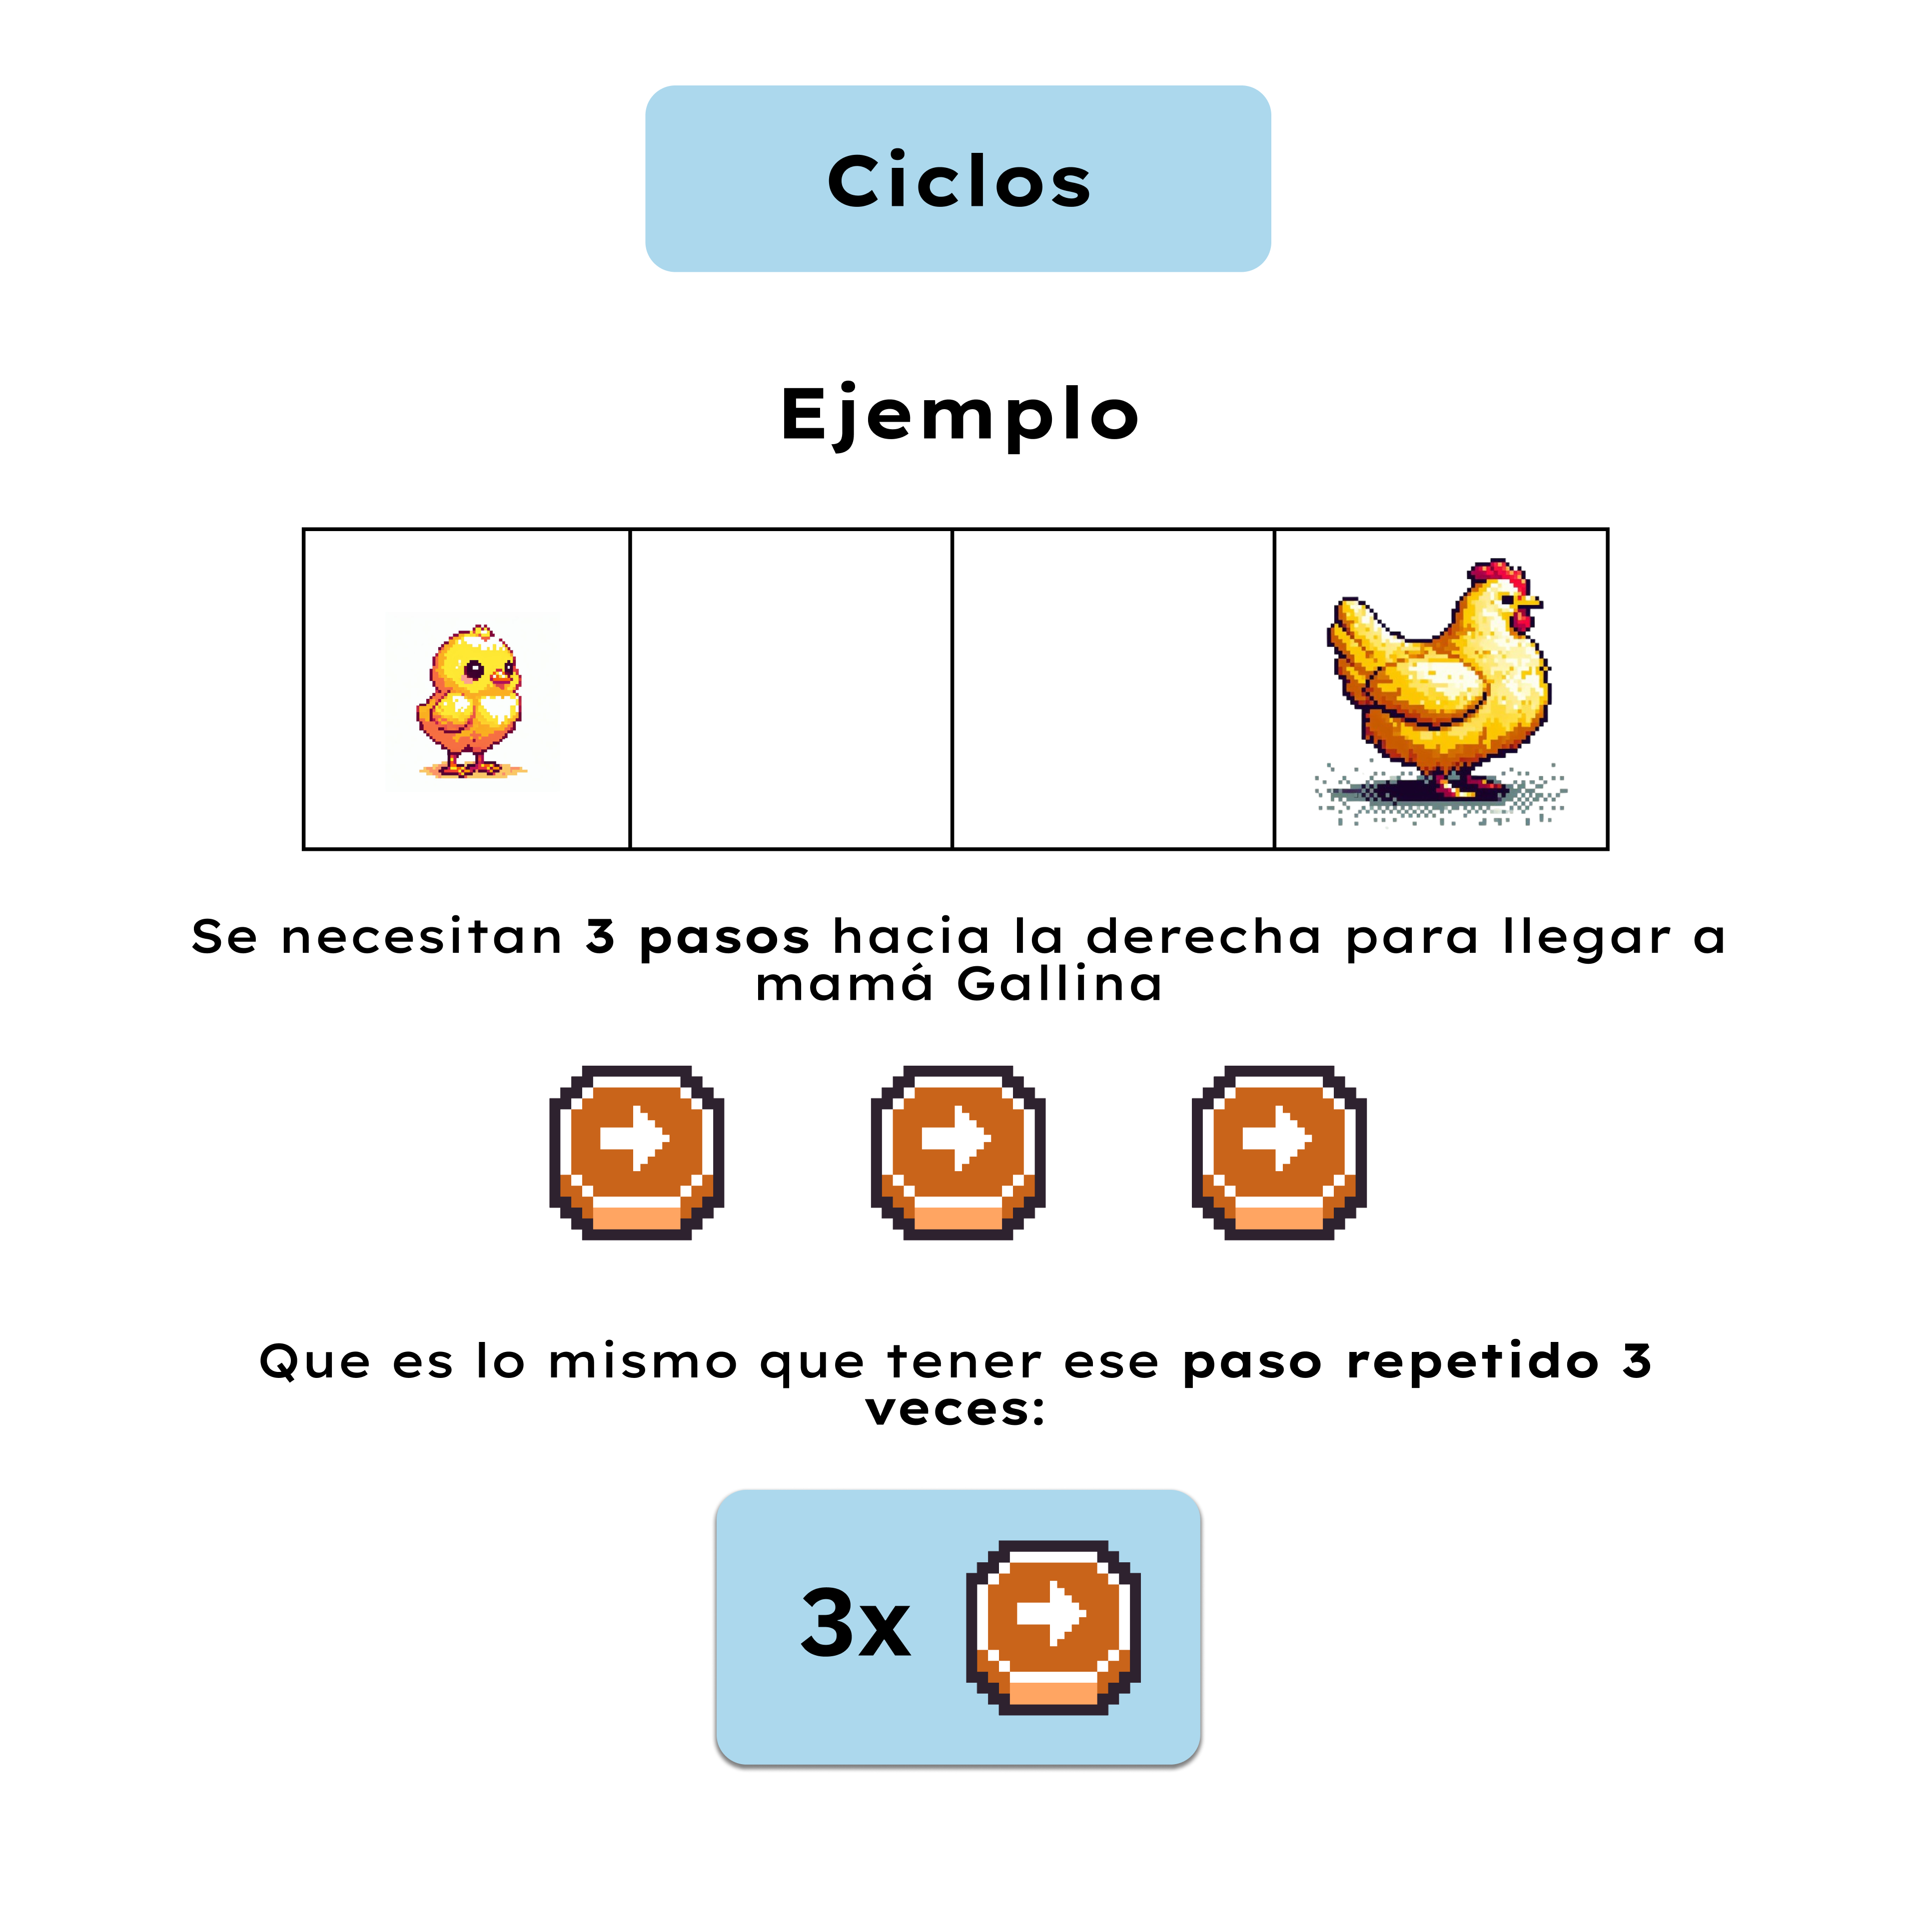 Ciclos
Ejemplo
Se necesitan 3 pasos hacia la derecha para llegar a
mamá Gallina
Que es lo mismo que tener ese paso repetido 3
veces:
3x